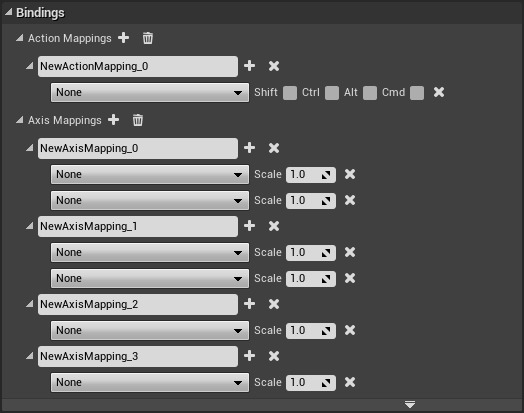 Bindings
Action Mappings
NewActionMapping_0
None Shift Ctrl Alt Cmd
Axis Mappings
NewAxisMapping_0
None Scale 1.0
None Scale 1.0
NewAxisMapping_1
None Scale 1.0
None Scale 1.0
NewAxisMapping_2
None Scale 1.0
NewAxisMapping_3
None Scale 1.0